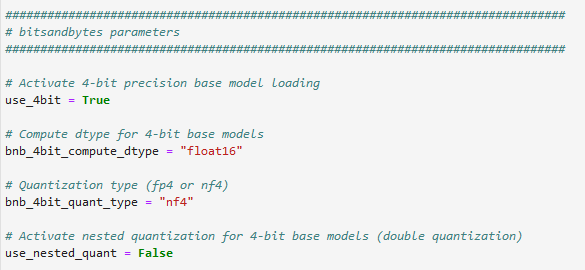 ################################################################################
# bitsandbytes parameters
################################################################################
# Activate 4-bit precision base model loading
use_4bit = True
# Compute dtype for 4-bit base models
bnb_4bit_compute_dtype = "float16"
# Quantization type (fp4 or nf4)
bnb_4bit_quant_type = "nf4"
# Activate nested quantization for 4-bit base models (double quantization)
use_nested_quant = False